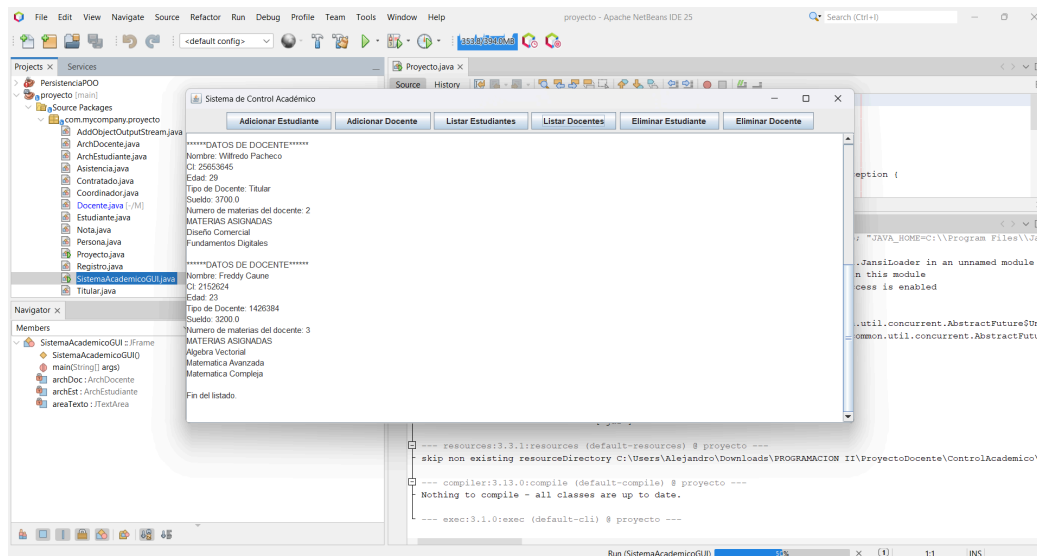 File Edit View Navigate Source Refactor Run Debug Profile Team Tools Window Help
proyecto - Apache NetBeans IDE 25
Search (Ctrl+I)
<default config>
Projects
Services
Proyecto.java
Source History
PersistenciaPOO
proyecto [main]
Source Packages
com.mycompany.proyecto
AddObjectOutputStream.java
ArchDocente.java
ArchEstudiante.java
Asistencia.java
Contratado.java
Coordinador.java
Docente.java [-/M]
Estudiante.java
Nota.java
Persona.java
Proyecto.java
Registro.java
SistemaAcademicoGUI.java
Titular.java
Navigator
Members
SistemaAcademicoGUI :: JFrame
SistemaAcademicoGUI()
main(String[] args)
archDoc : ArchDocente
archEst : ArchEstudiante
areaTexto : JTextArea
Sistema de Control Académico
Adicionar Estudiante
Adicionar Docente
Listar Estudiantes
Listar Docentes
Eliminar Estudiante
Eliminar Docente
******DATOS DE DOCENTE******
Nombre: Wilfredo Pacheco
CI: 25653645
Edad: 29
Tipo de Docente: Titular
Sueldo: 3700.0
Numero de materias del docente: 2
MATERIAS ASIGNADAS
Diseño Comercial
Fundamentos Digitales
******DATOS DE DOCENTE******
Nombre: Freddy Caune
CI: 2152624
Edad: 23
Tipo de Docente: 1426384
Sueldo: 3200.0
Numero de materias del docente: 3
MATERIAS ASIGNADAS
Algebra Vectorial
Matematica Avanzada
Matematica Compleja
Fin del listado.
eption {
; "JAVA_HOME=C:\\Program Files\\Ja
.JansiLoader in an unnamed module
n this module
cess is enabled
.util.concurrent.AbstractFuture$Un
ommon.util.concurrent.AbstractFutu
--- resources:3.3.1:resources (default-resources) @ proyecto ---
skip non existing resourceDirectory C:\Users\Alejandro\Downloads\PROGRAMACION II\ProyectoDocente\ControlAcademico\
--- compiler:3.13.0:compile (default-compile) @ proyecto ---
Nothing to compile - all classes are up to date.
--- exec:3.1.0:exec (default-cli) @ proyecto ---
Run (SistemaAcademicoGUI)
50%
1:1
INS